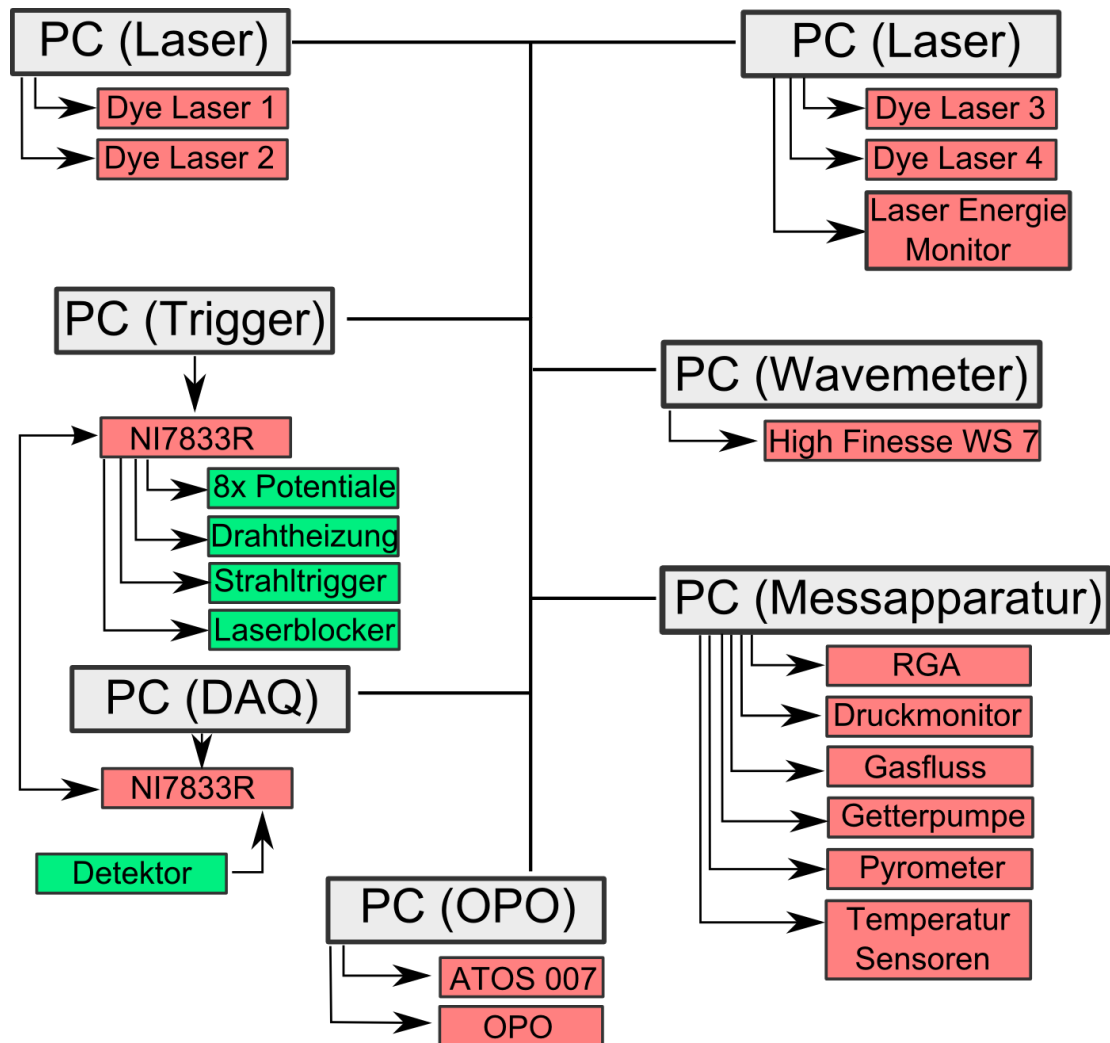 PC (Laser)
Dye Laser 1
Dye Laser 2
PC (Laser)
Dye Laser 3
Dye Laser 4
Laser Energie
Monitor
PC (Trigger)
NI7833R
8x Potentiale
Drahtheizung
Strahltrigger
Laserblocker
PC (Wavemeter)
High Finesse WS 7
PC (DAQ)
NI7833R
Detektor
PC (Messapparatur)
RGA
Druckmonitor
Gasfluss
Getterpumpe
Pyrometer
Temperatur
Sensoren
PC (OPO)
ATOS 007
OPO